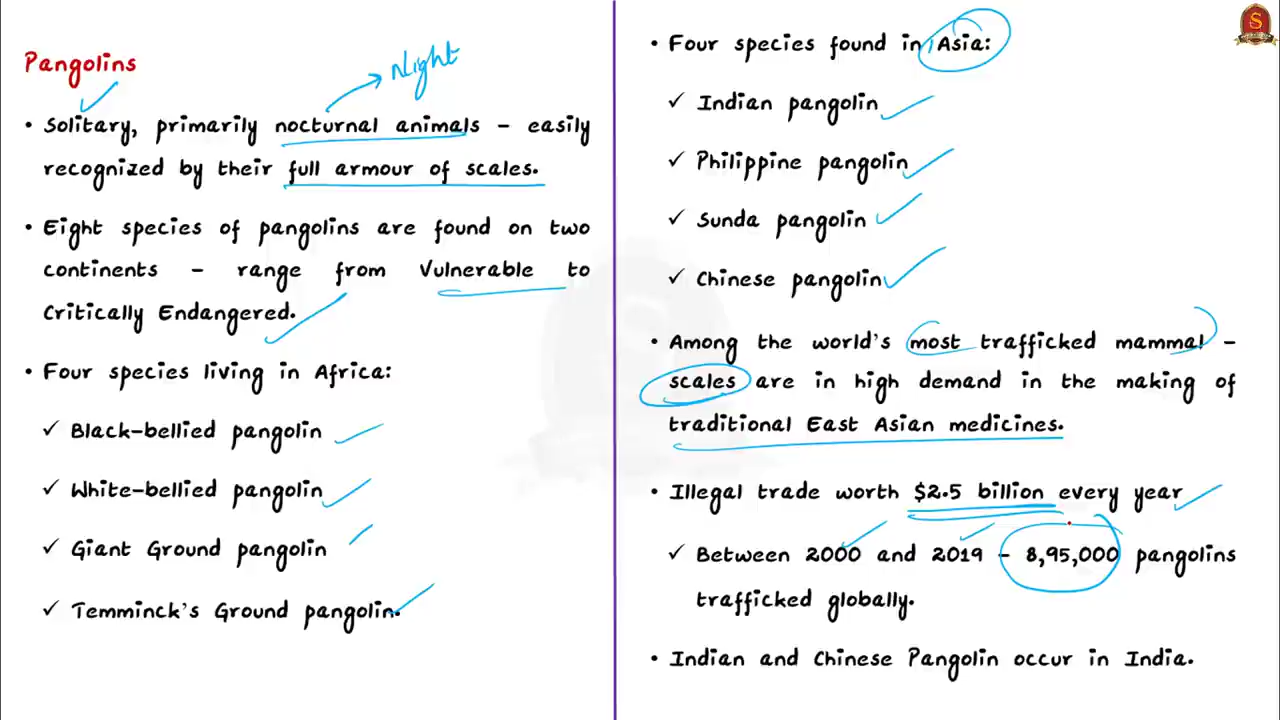 Pangolins
Night
• Solitary, primarily nocturnal animals – easily
recognized by their full armour of scales.
• Eight species of pangolins are found on two
continents – range from Vulnerable to
Critically Endangered.
• Four species living in Africa:
✓ Black-bellied pangolin
✓ White-bellied pangolin
✓ Giant Ground pangolin
✓ Temminck's Ground pangolin.
• Four species found in Asia:
✓ Indian pangolin
✓ Philippine pangolin
✓ Sunda pangolin
✓ Chinese pangolin
• Among the world's most trafficked mammal –
scales are in high demand in the making of
traditional East Asian medicines.
• Illegal trade worth $2.5 billion every year
✓ Between 2000 and 2019 – 8,95,000 pangolins
trafficked globally.
• Indian and Chinese Pangolin occur in India.
S